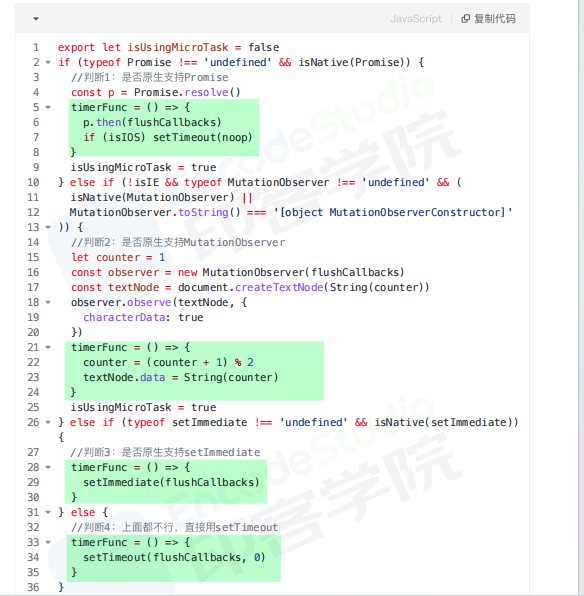 JavaScript 复制代码
1 export let isUsingMicroTask = false
2 if (typeof Promise !== 'undefined' && isNative(Promise)) {
3 //判断1：是否原生支持Promise
4 const p = Promise.resolve()
5 timerFunc = () => {
6 p.then(flushCallbacks)
7 if (isIOS) setTimeout(noop)
8 }
9 isUsingMicroTask = true
10 } else if (!isIE && typeof MutationObserver !== 'undefined' && (
11 isNative(MutationObserver) ||
12 MutationObserver.toString() === '[object MutationObserverConstructor]'
13 )) {
14 //判断2：是否原生支持MutationObserver
15 let counter = 1
16 const observer = new MutationObserver(flushCallbacks)
17 const textNode = document.createTextNode(String(counter))
18 observer.observe(textNode, {
19 characterData: true
20 })
21 timerFunc = () => {
22 counter = (counter + 1) % 2
23 textNode.data = String(counter)
24 }
25 isUsingMicroTask = true
26 } else if (typeof setImmediate !== 'undefined' && isNative(setImmediate))
{
27 //判断3：是否原生支持setImmediate
28 timerFunc = () => {
29 setImmediate(flushCallbacks)
30 }
31 } else {
32 //判断4：上面都不行，直接用setTimeout
33 timerFunc = () => {
34 setTimeout(flushCallbacks, 0)
35 }
36 }
EncodeStudio
印客学院
EncodeStudio
印客学院